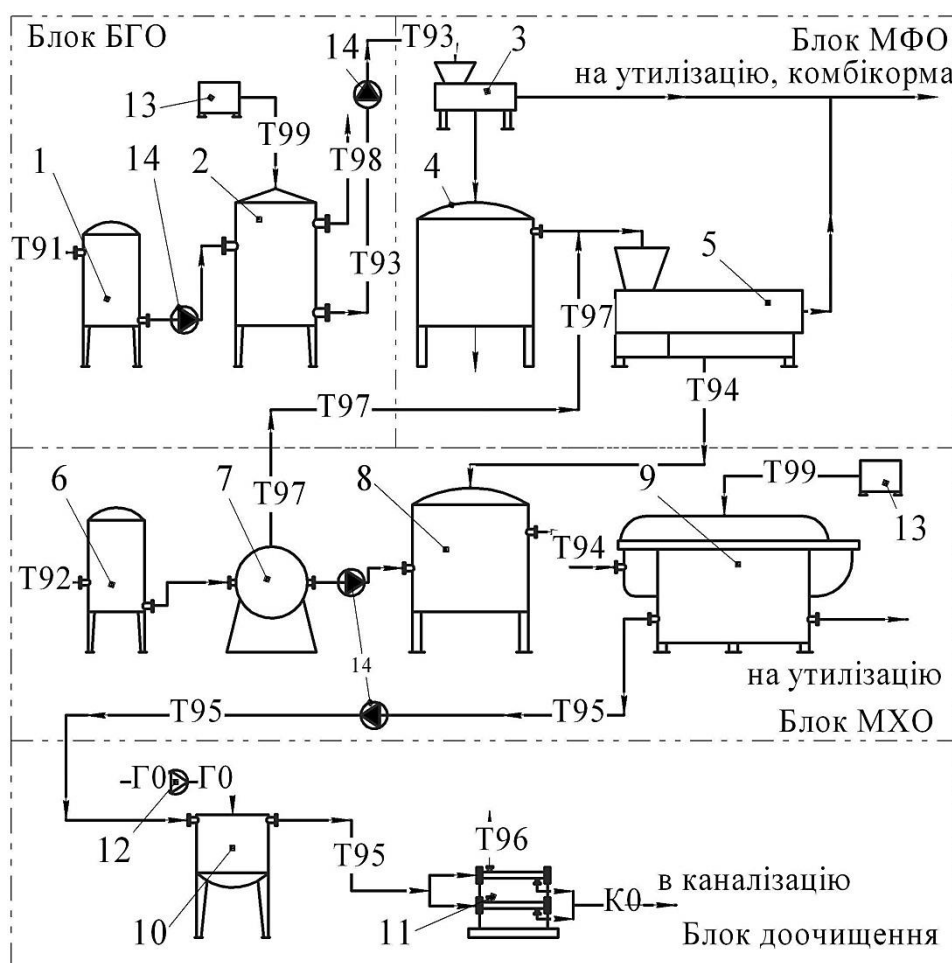 Блок БГО
14
Т93
3
Блок МФО
на утилізацію, комбікорма
13
Т99
Т98
1
14
2
4
Т91
Т93
5
Т97
Т94
Т97
6
7
Т97
8
Т99
9
13
Т92
Т94
14
на утилізацію
Т95
Т95
Блок МХО
-Г0
-Г0
12
Т95
Т96
10
11
К0
в каналізацію
Блок доочищення